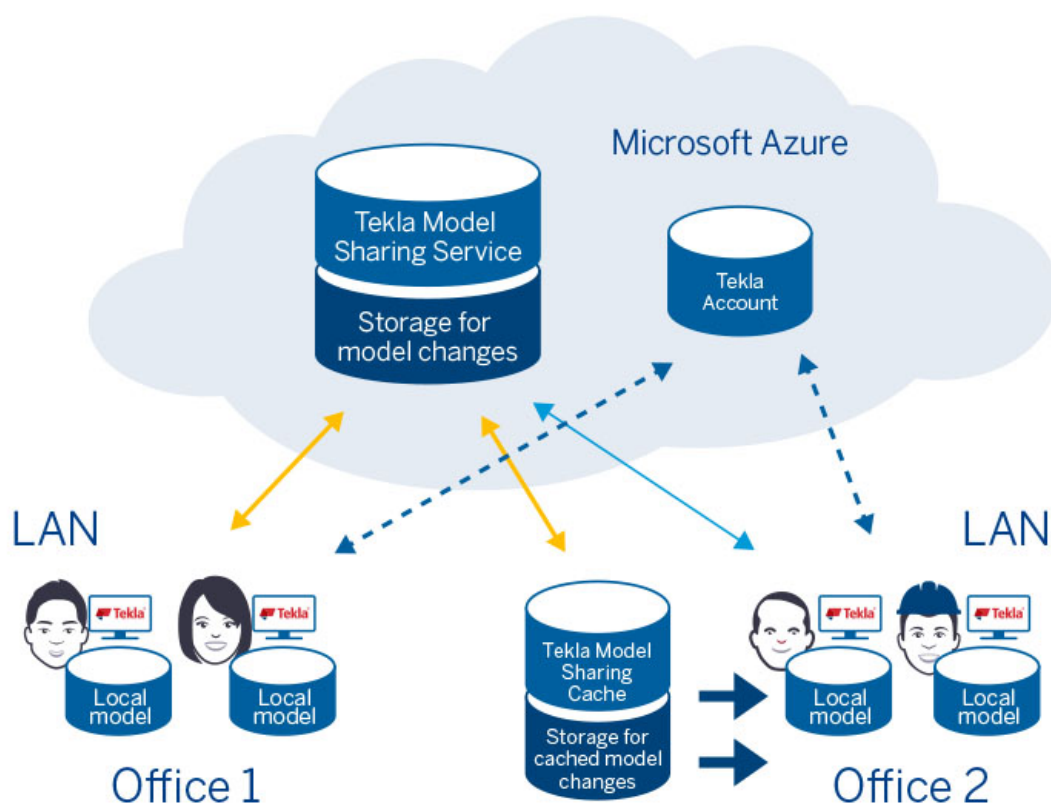 Microsoft Azure
Tekla Model
Sharing Service
Storage for
model changes
Tekla
Account
LAN
LAN
Tekla
Tekla
Local
model
Local
model
Office 1
Tekla Model
Sharing
Cache
Storage for
cached model
changes
Tekla
Tekla
Local
model
Local
model
Office 2